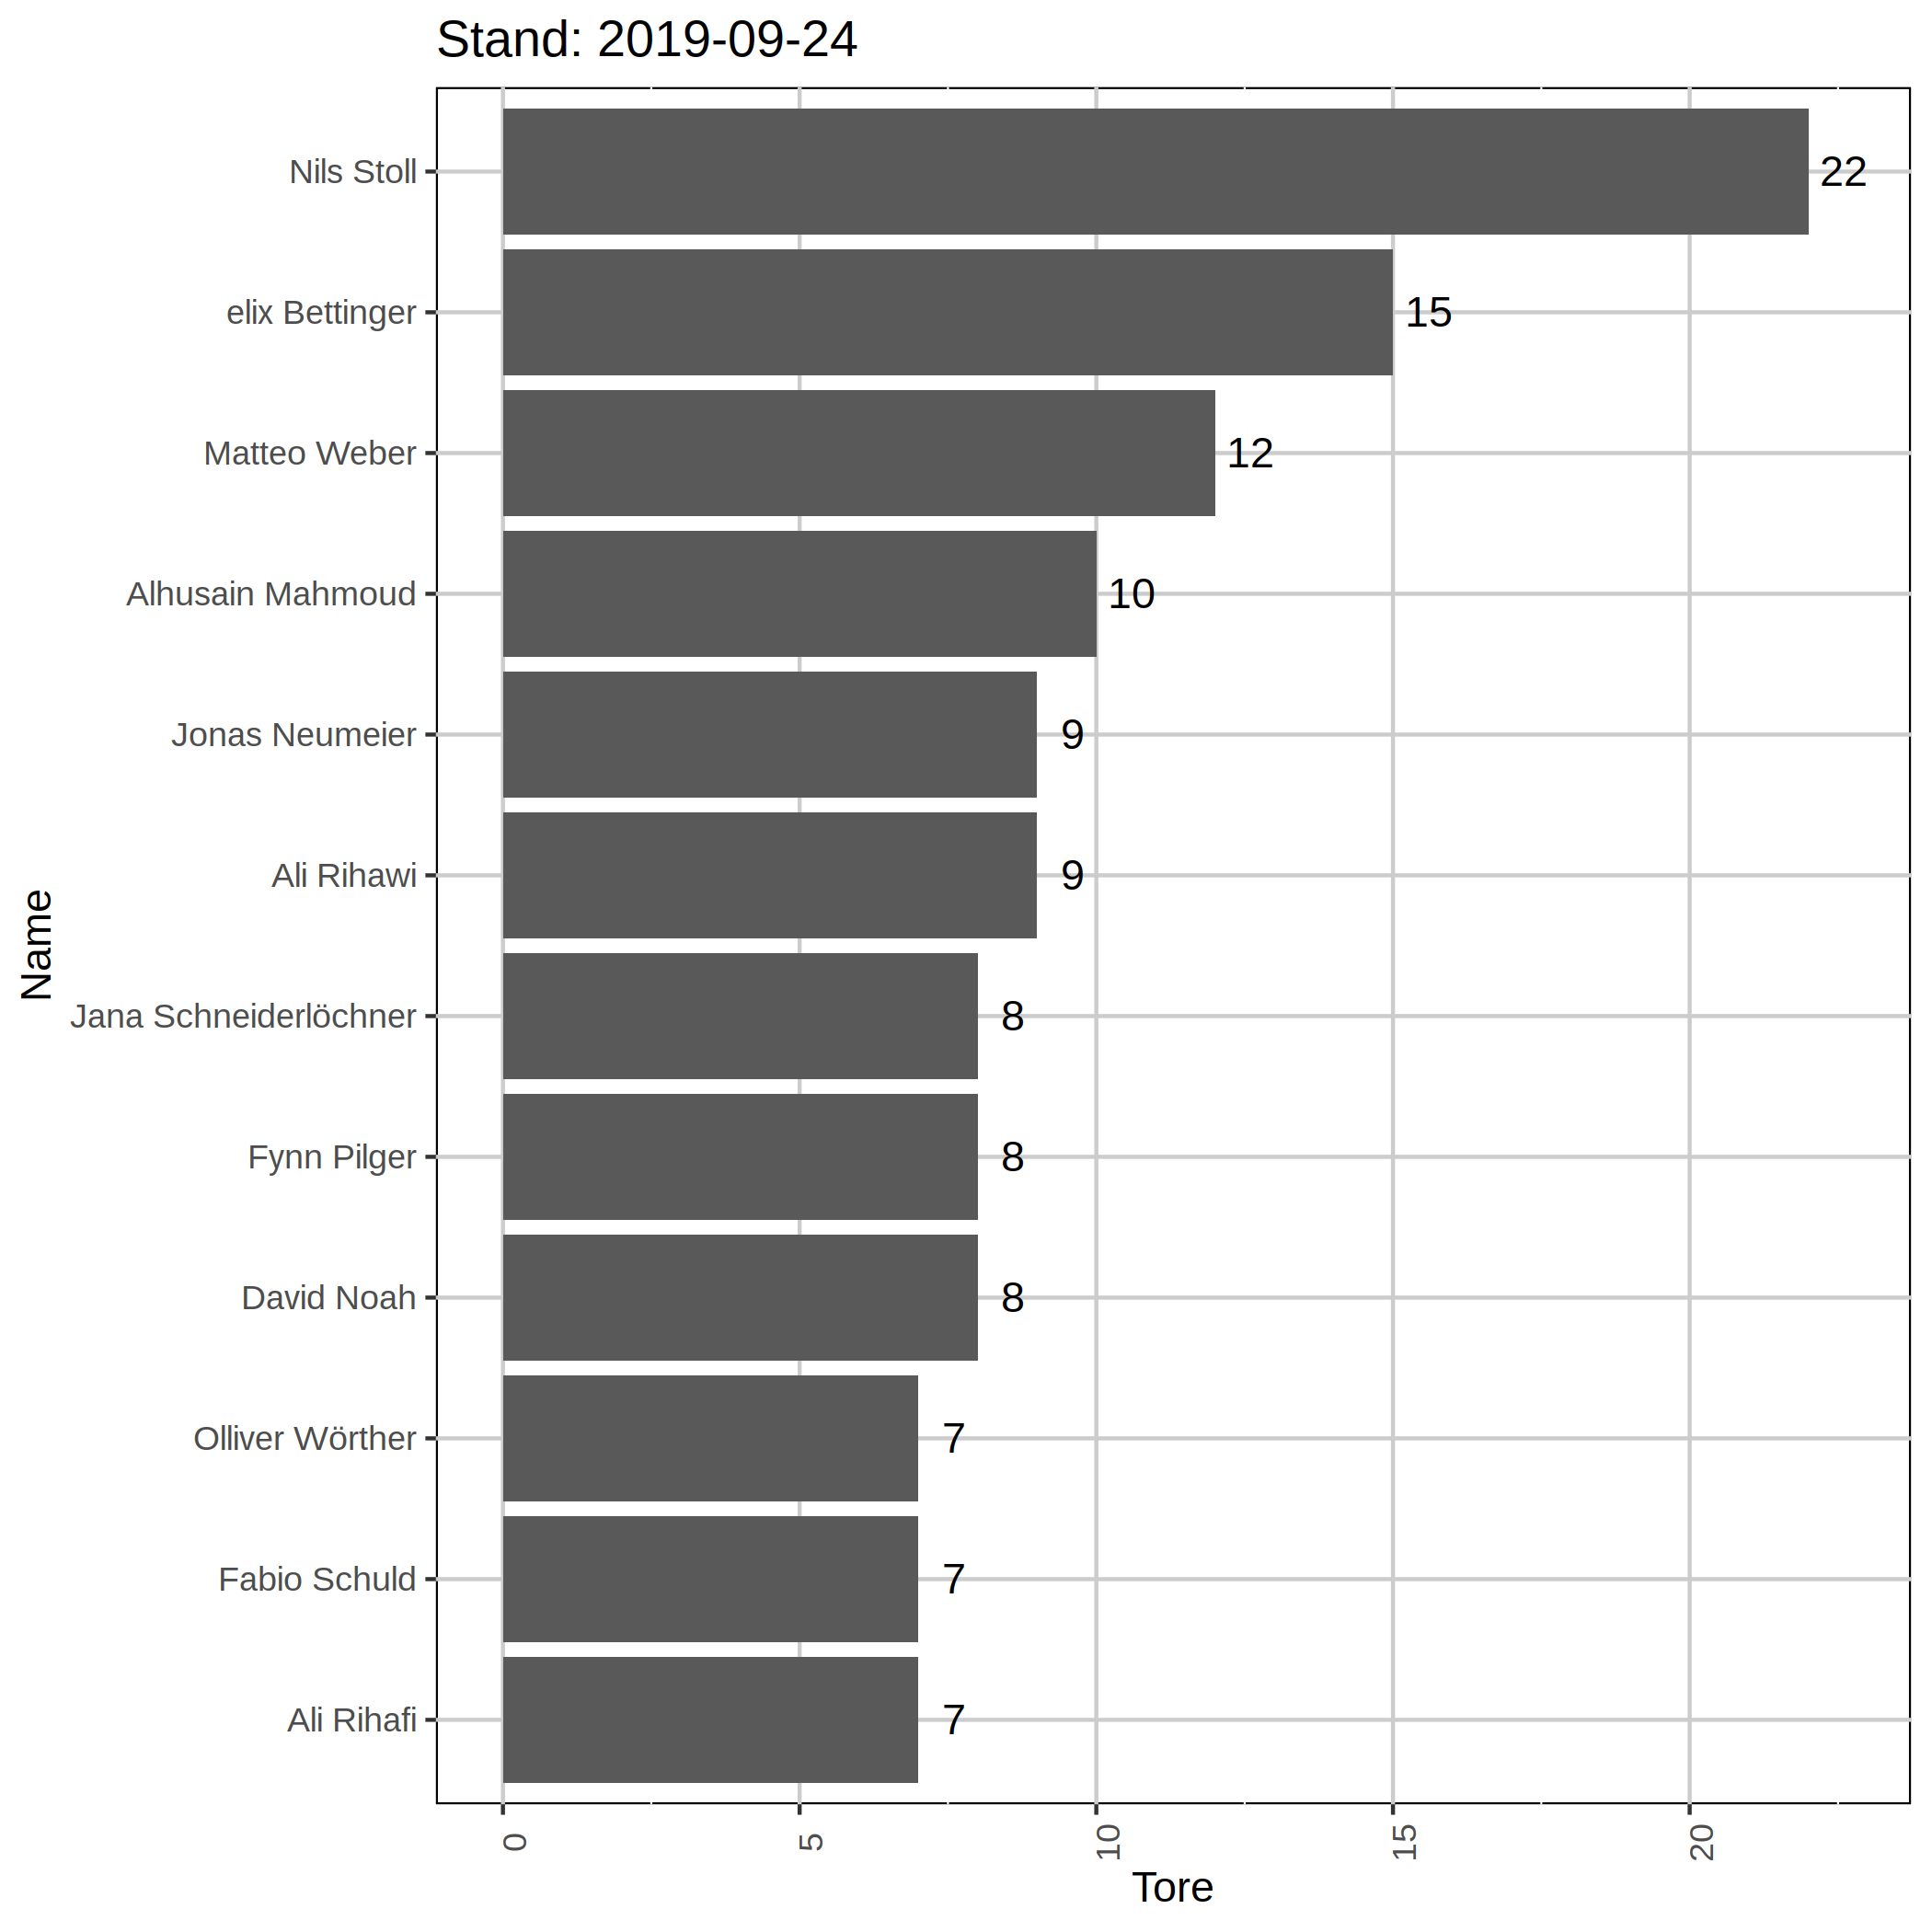 Stand: 2019-09-24
Name
Nils Stoll 22
elix Bettinger 15
Matteo Weber 12
Alhusain Mahmoud 10
Jonas Neumeier 9
Ali Rihawi 9
Jana Schneiderlöchner 8
Fynn Pilger 8
David Noah 8
Olliver Wörther 7
Fabio Schuld 7
Ali Rihafi 7
0 5 10 15 20
Tore